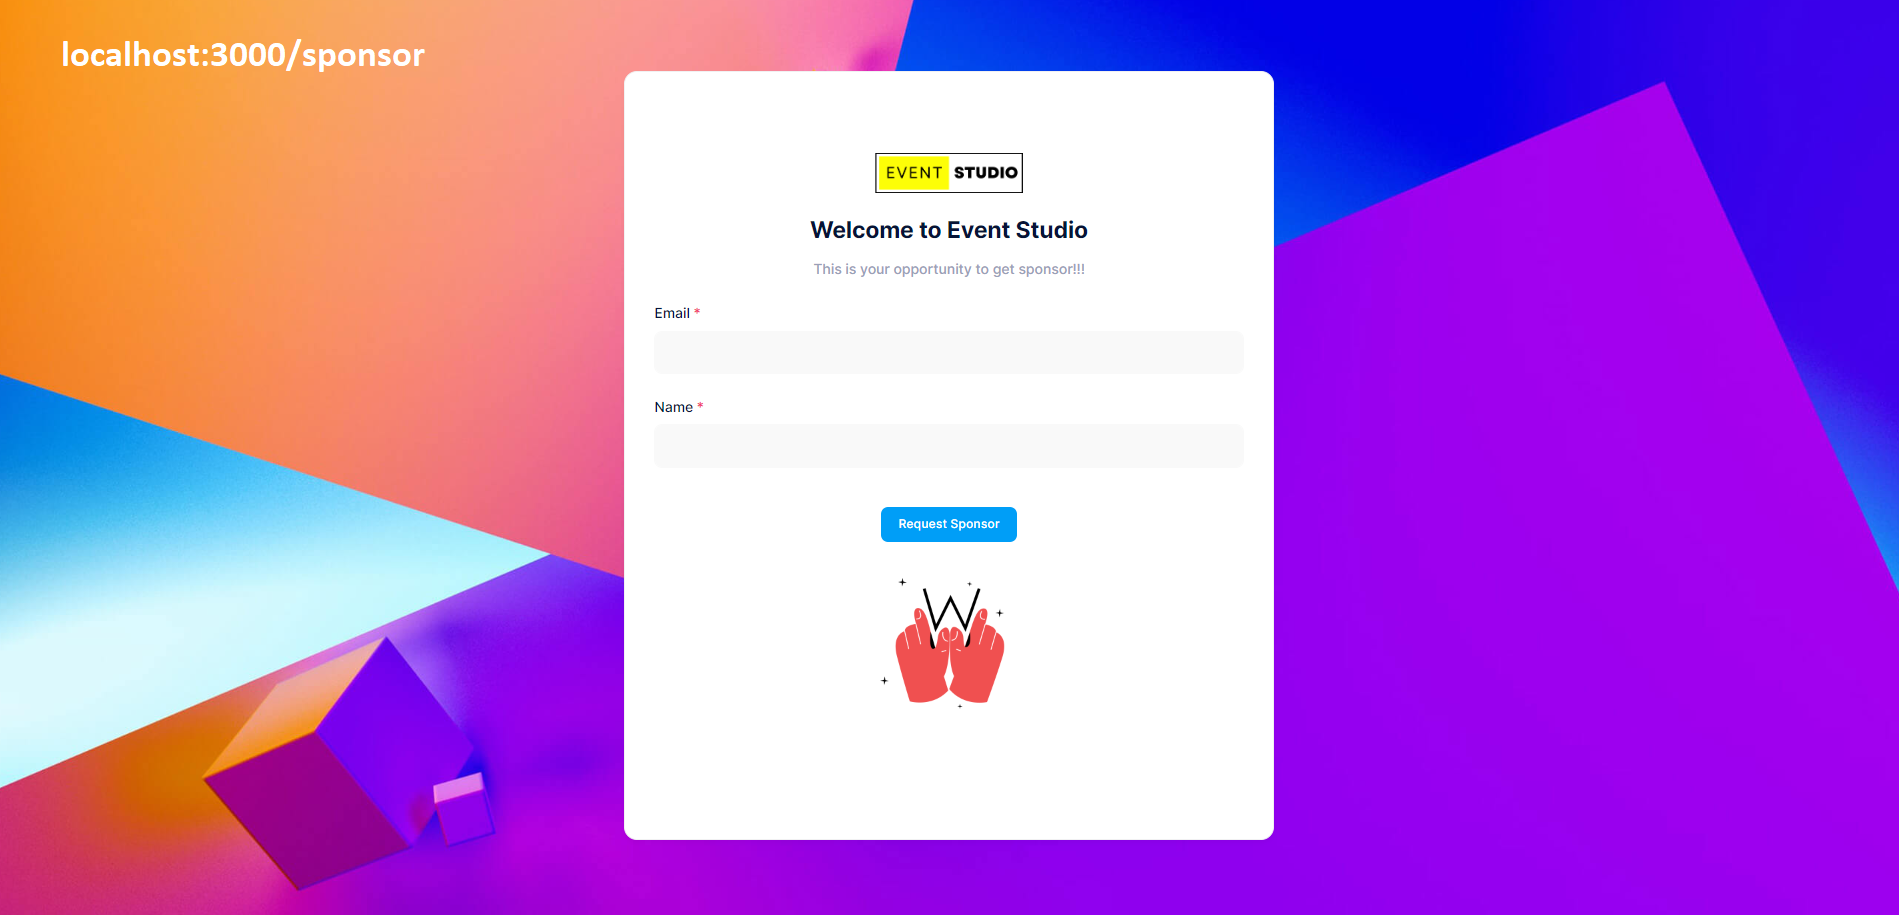 localhost:3000/sponsor
EVENT STUDIO
Welcome to Event Studio
This is your opportunity to get sponsor!!!
Email *
Name *
Request Sponsor
W